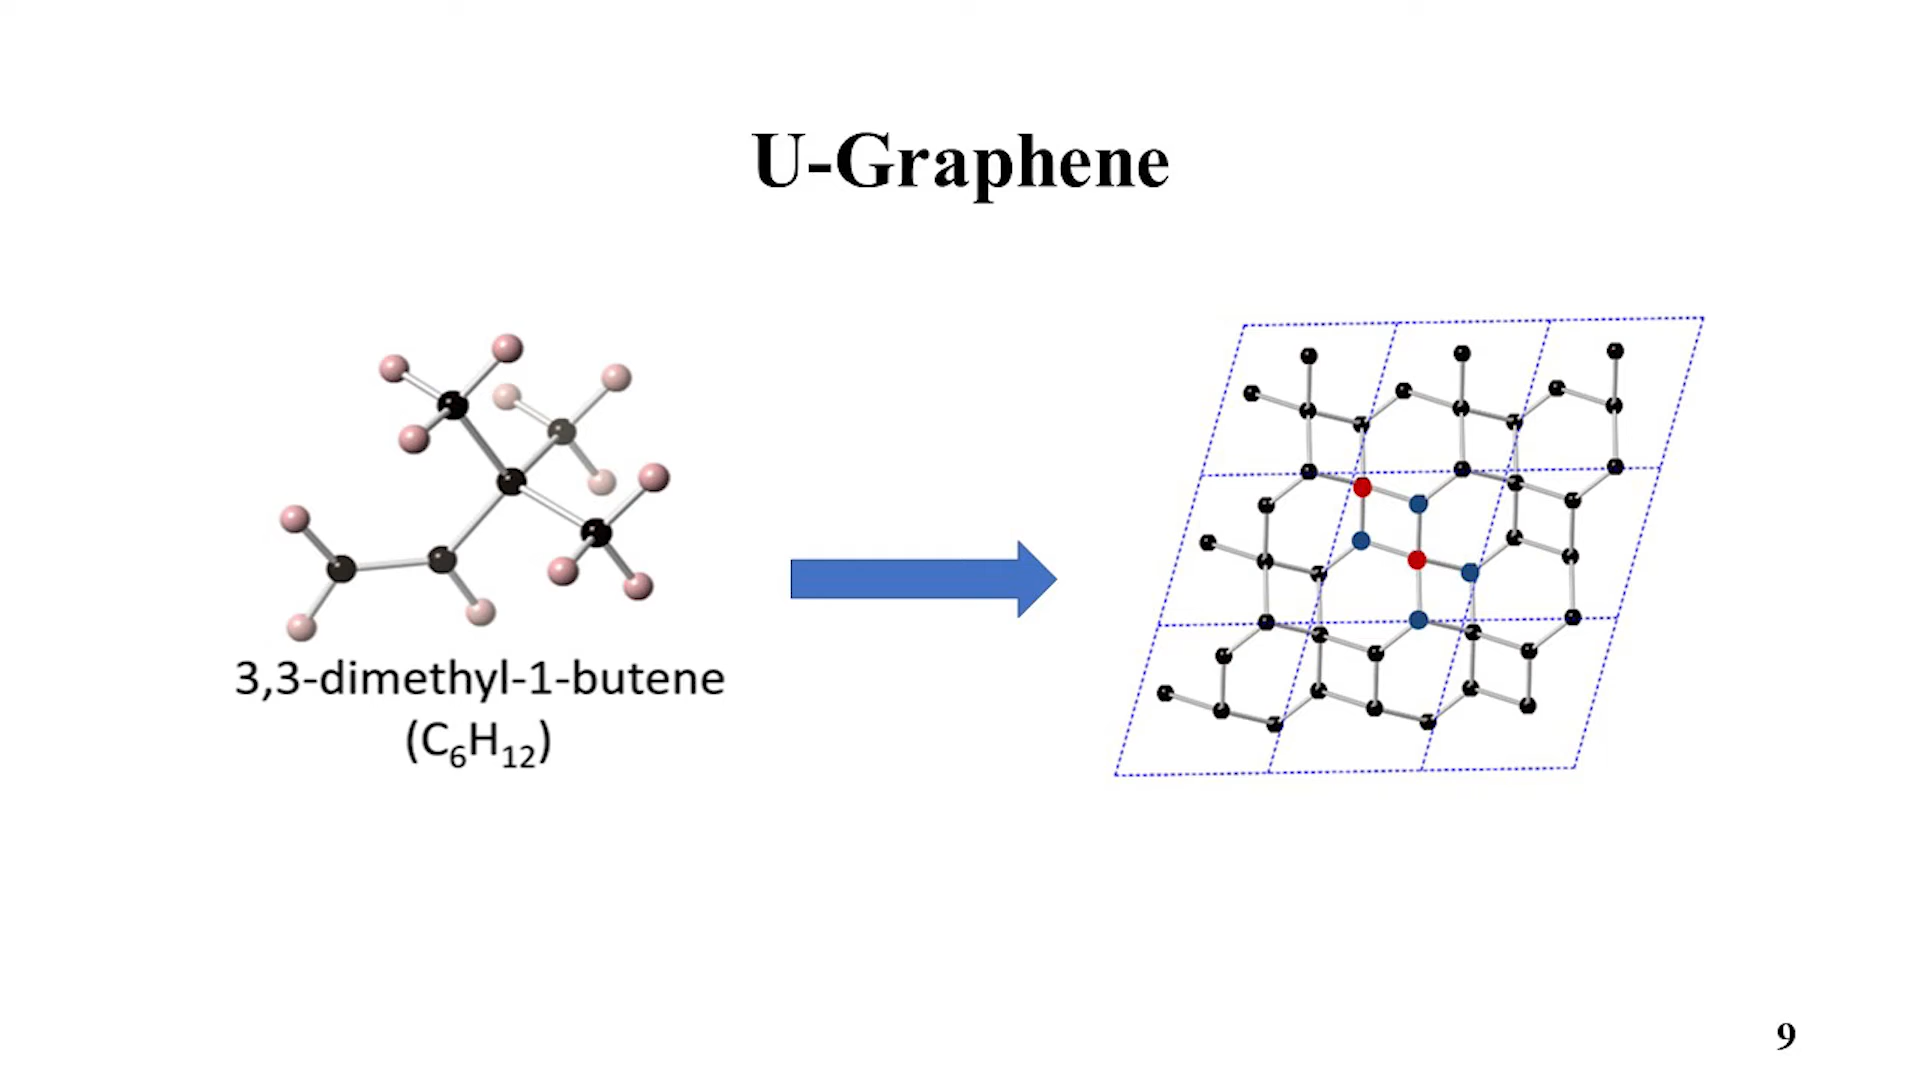 U-Graphene
3,3-dimethyl-1-butene
(C₆H₁₂)
9